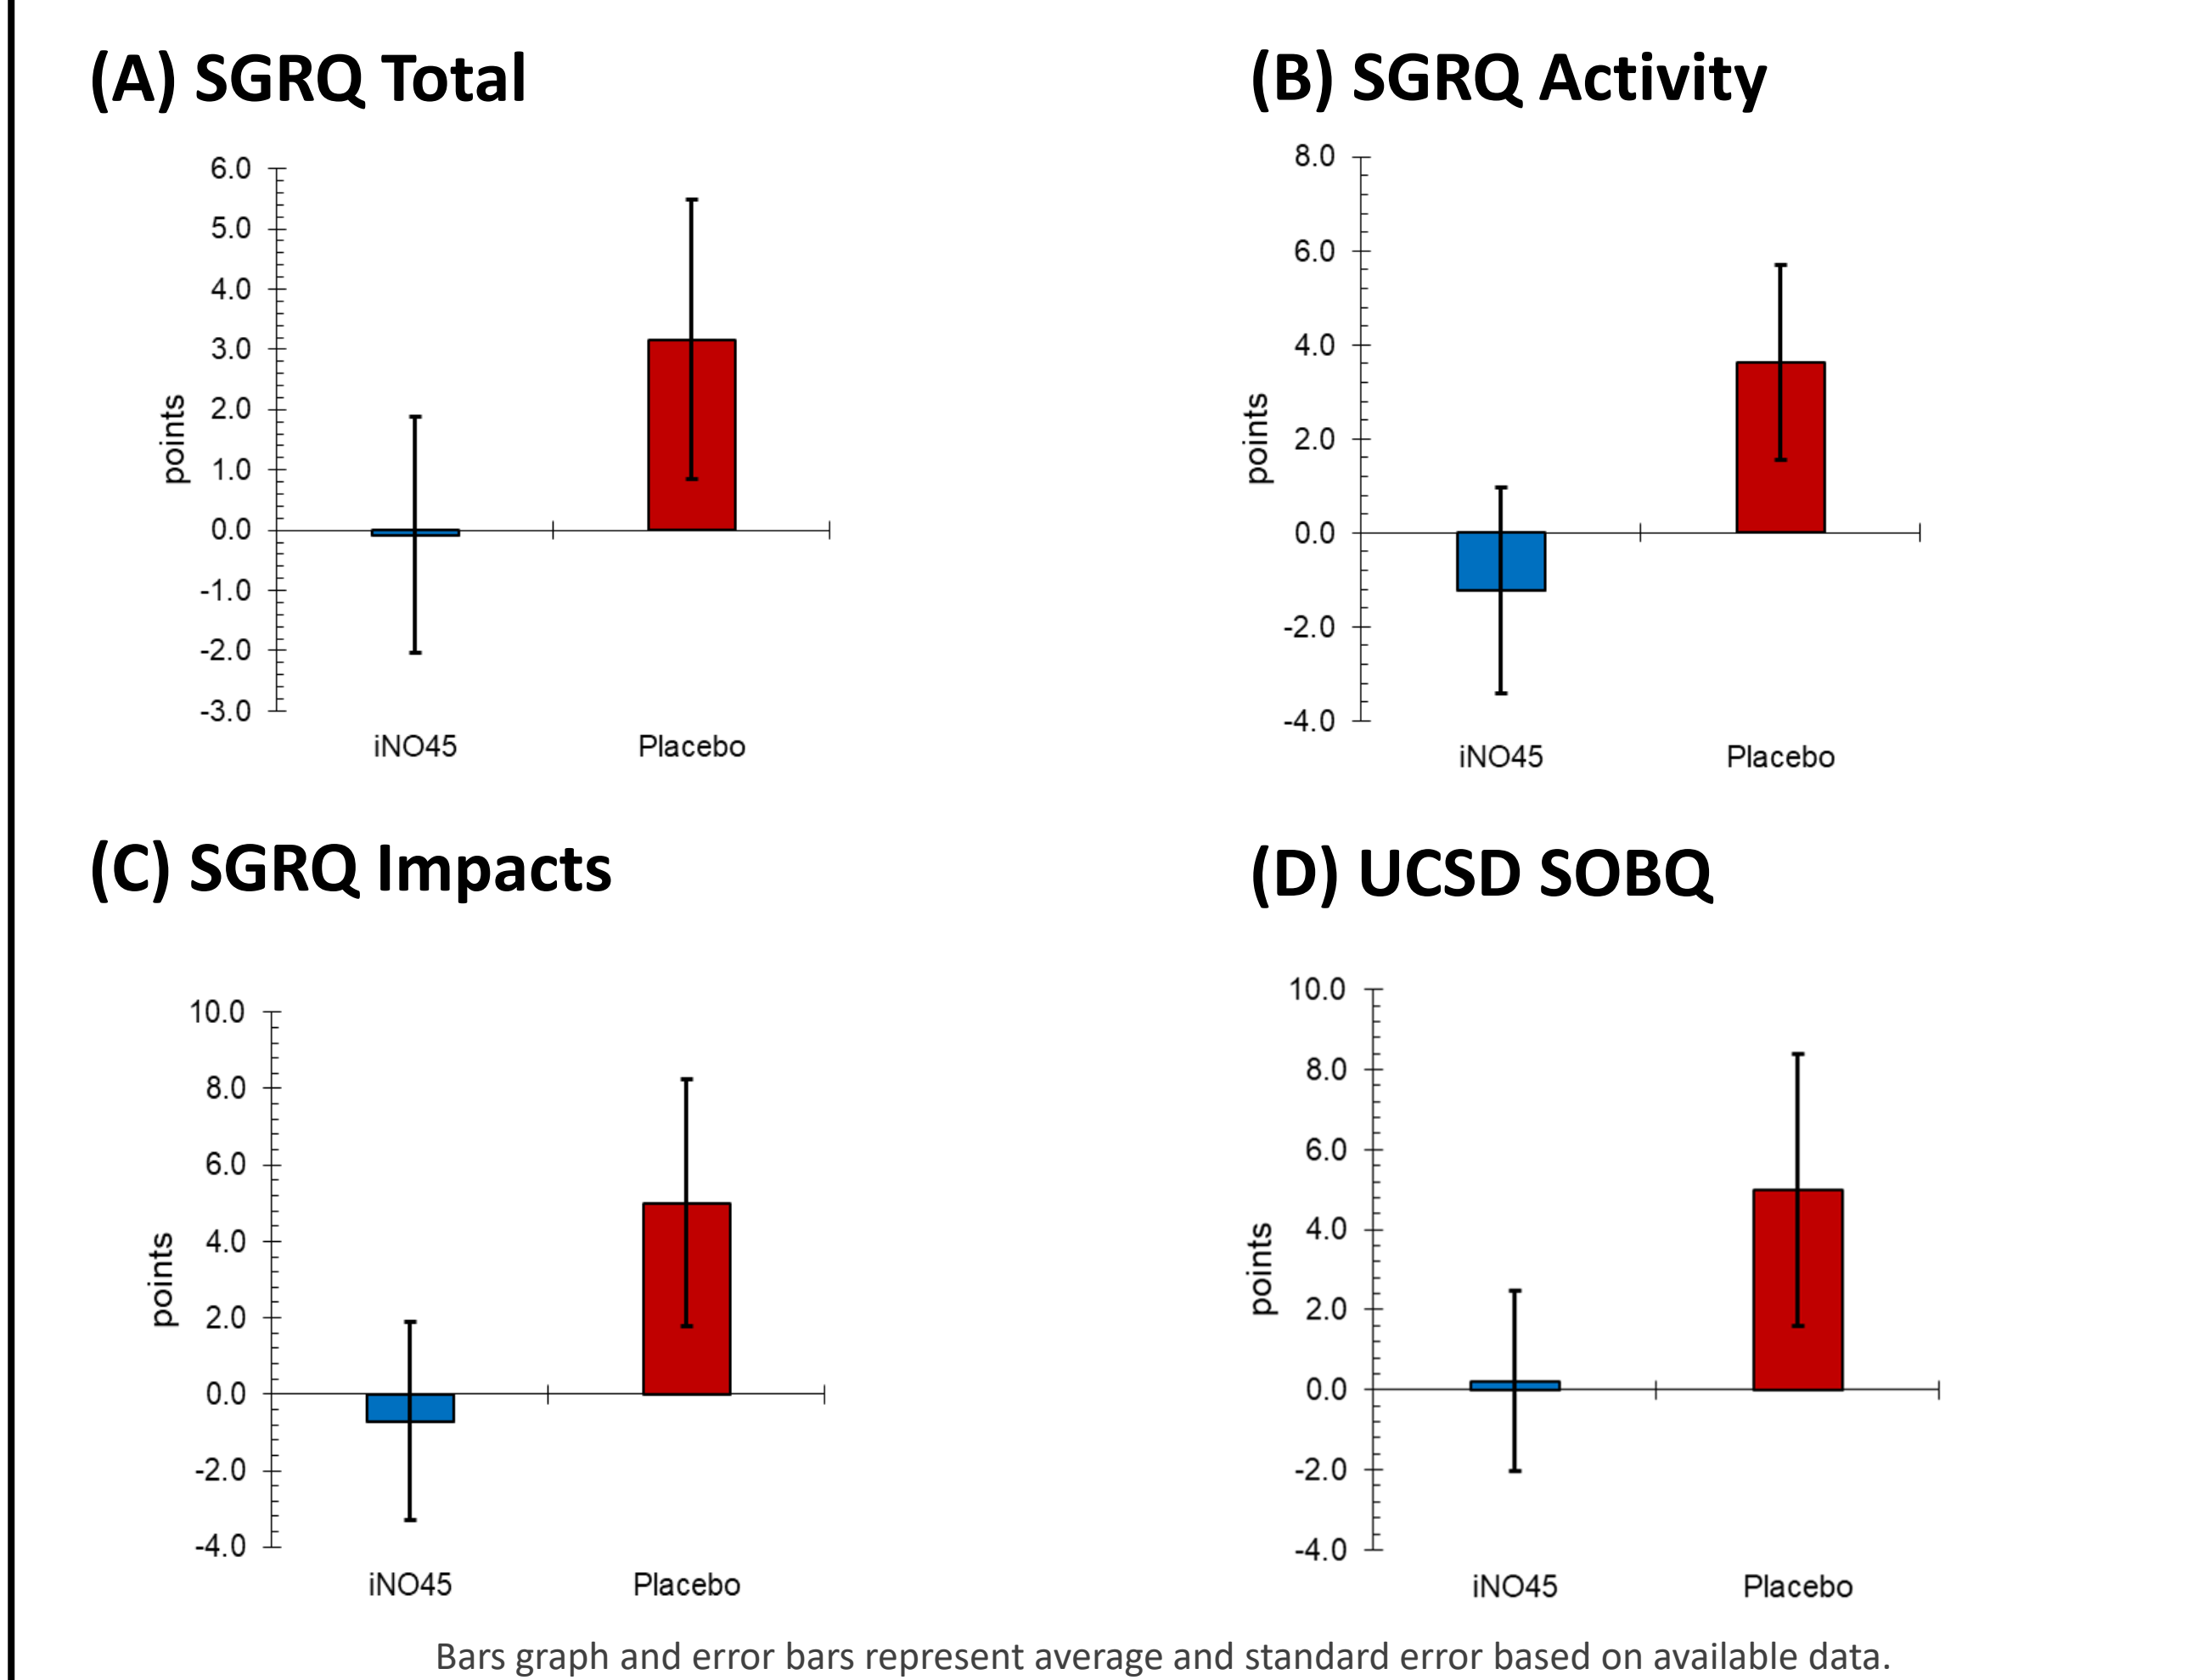 (A) SGRQ Total
6.0
5.0
4.0
3.0
2.0
1.0
0.0
-1.0
-2.0
-3.0
points
iNO45 Placebo
(B) SGRQ Activity
8.0
6.0
4.0
2.0
0.0
-2.0
-4.0
points
iNO45 Placebo
(C) SGRQ Impacts
10.0
8.0
6.0
4.0
2.0
0.0
-2.0
-4.0
points
iNO45 Placebo
(D) UCSD SOBQ
10.0
8.0
6.0
4.0
2.0
0.0
-2.0
-4.0
points
iNO45 Placebo
Bars graph and error bars represent average and standard error based on available data.